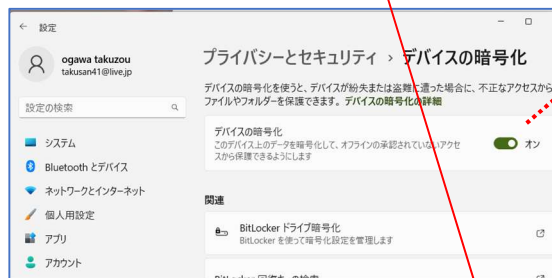 ← 設定
ogawa takuzou
takusan41@live.jp
設定の検索
システム
Bluetooth とデバイス
ネットワークとインターネット
個人用設定
アプリ
アカウント
プライバシーとセキュリティ › デバイスの暗号化
デバイスの暗号化を使うと、デバイスが紛失または盗難に遭った場合に、不正なアクセスから
ファイルやフォルダーを保護できます。 デバイスの暗号化の詳細
デバイスの暗号化
このデバイス上のデータを暗号化して、オフラインの承認されていないアクセ
スから保護できるようにします
オン
関連
BitLocker ドライブ暗号化
BitLocker を使って暗号化設定を管理します